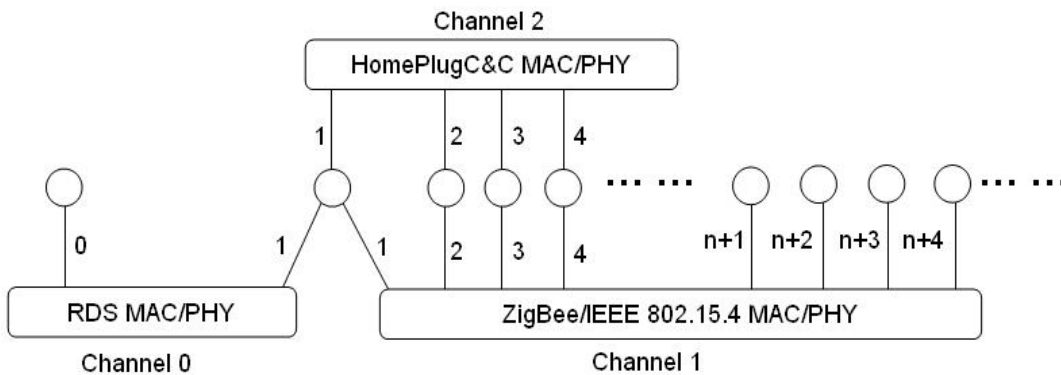 Channel 2
HomePlugC&C MAC/PHY
1 2 3 4
... ... ... ...
0 1 1 2 3 4 n+1 n+2 n+3 n+4
RDS MAC/PHY ZigBee/IEEE 802.15.4 MAC/PHY
Channel 0 Channel 1